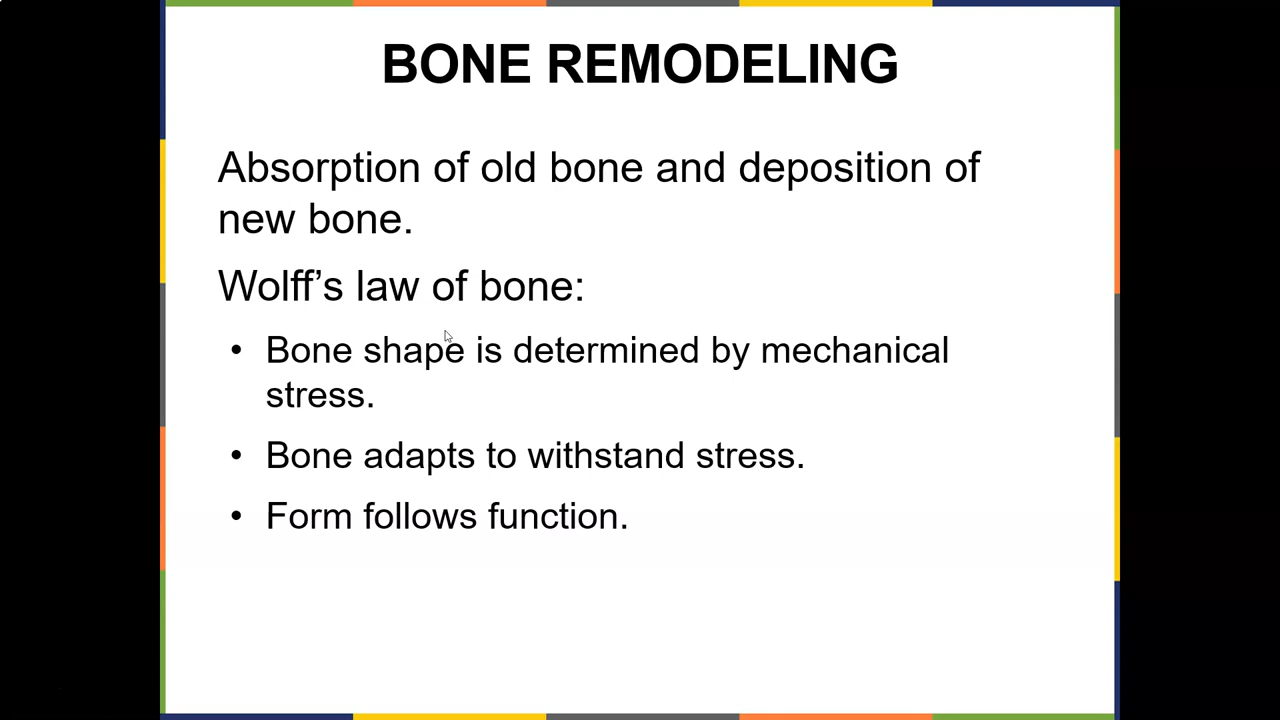 BONE REMODELING
Absorption of old bone and deposition of
new bone.
Wolff’s law of bone:
• Bone shape is determined by mechanical
stress.
• Bone adapts to withstand stress.
• Form follows function.